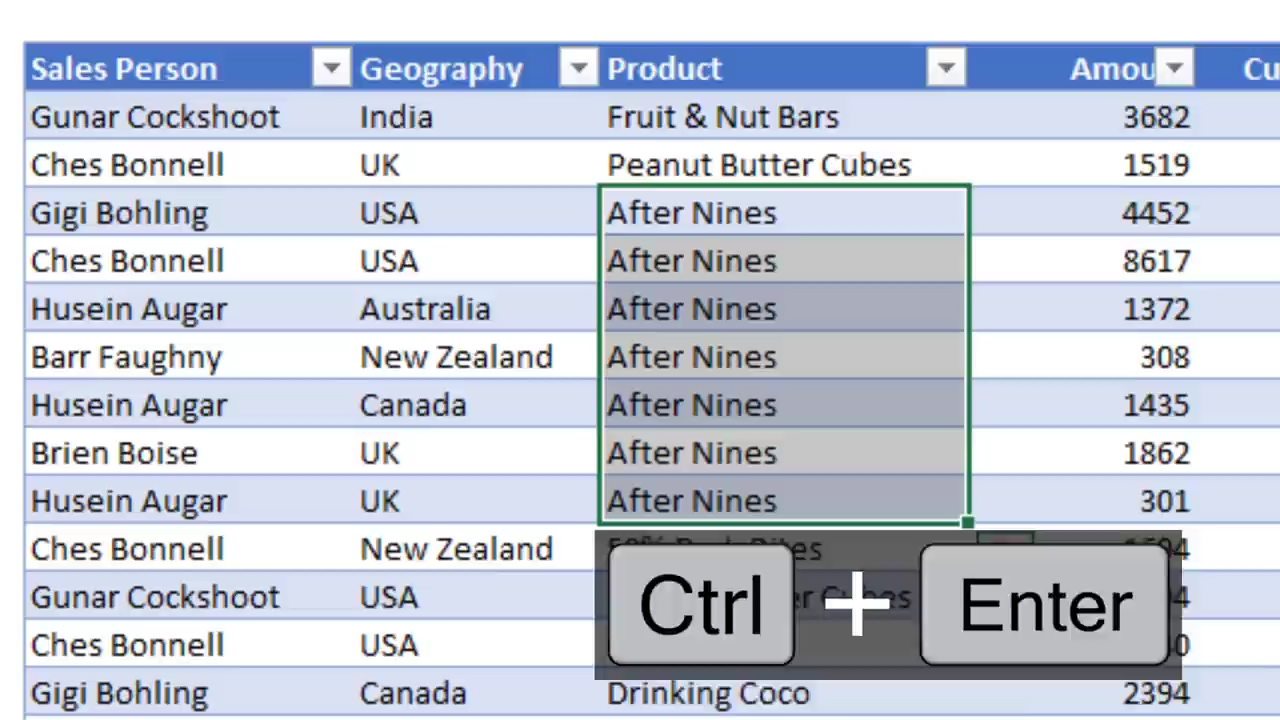 Sales Person Geography Product Amou Cu
Gunar Cockshoot India Fruit & Nut Bars 3682
Ches Bonnell UK Peanut Butter Cubes 1519
Gigi Bohling USA After Nines 4452
Ches Bonnell USA After Nines 8617
Husein Augar Australia After Nines 1372
Barr Faughny New Zealand After Nines 308
Husein Augar Canada After Nines 1435
Brien Boise UK After Nines 1862
Husein Augar UK After Nines 301
Ches Bonnell New Zealand
Gunar Cockshoot USA Cubes
Ches Bonnell USA
Ctrl + Enter
Gigi Bohling Canada Drinking Coco 2394